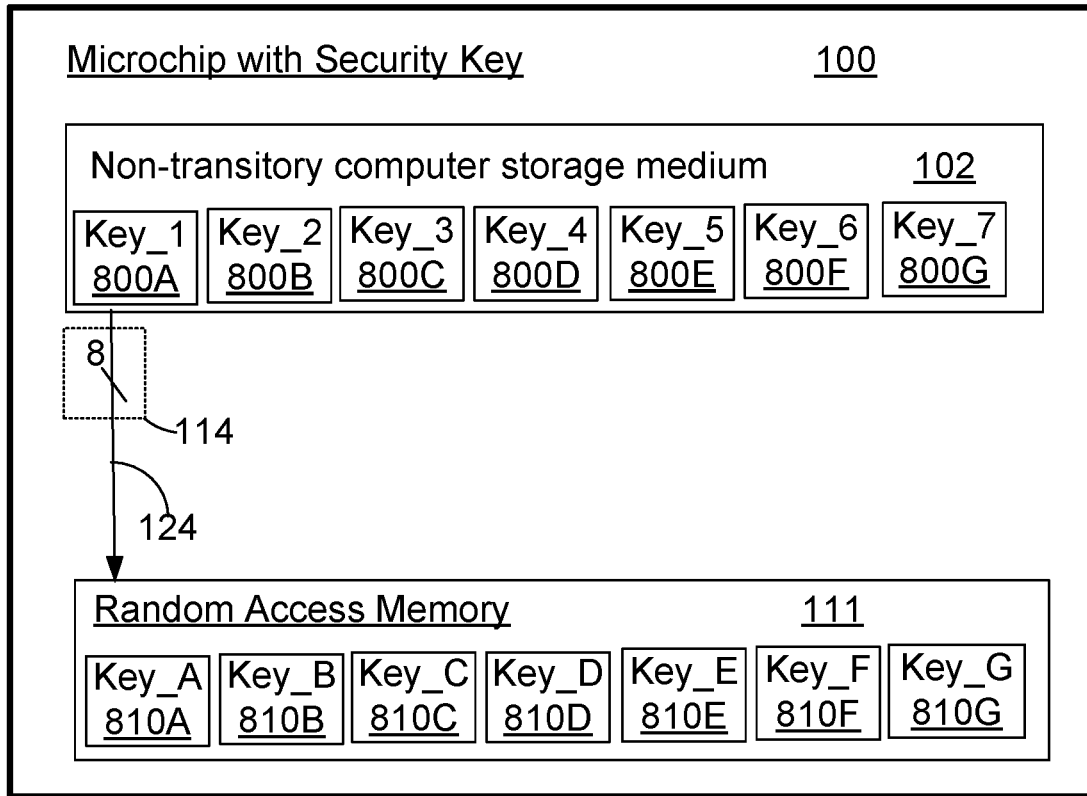 Microchip with Security Key 100
Non-transitory computer storage medium 102
Key_1 Key_2 Key_3 Key_4 Key_5 Key_6 Key_7
800A 800B 800C 800D 800E 800F 800G
8
114
124
Random Access Memory 111
Key_A Key_B Key_C Key_D Key_E Key_F Key_G
810A 810B 810C 810D 810E 810F 810G